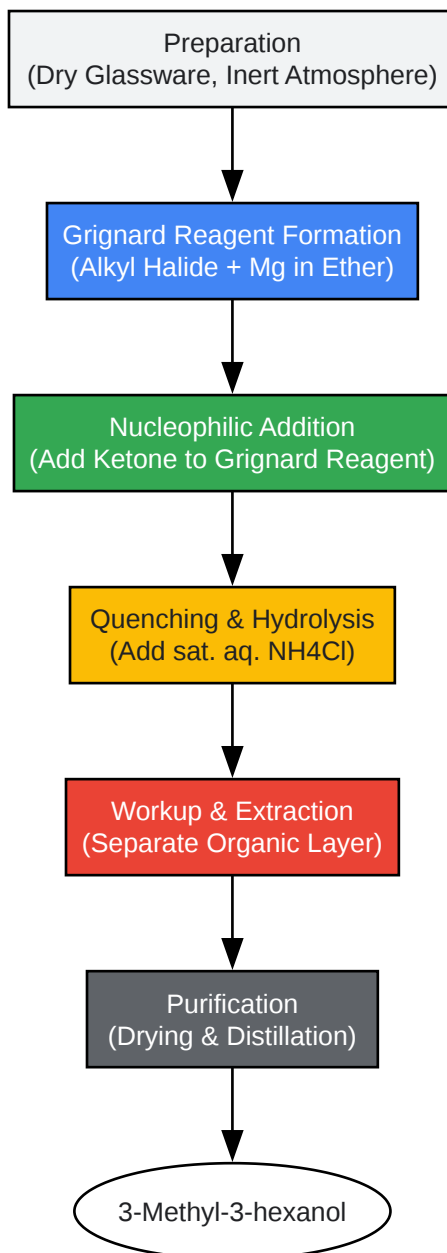 Preparation
(Dry Glassware, Inert Atmosphere)
Grignard Reagent Formation
(Alkyl Halide + Mg in Ether)
Nucleophilic Addition
(Add Ketone to Grignard Reagent)
Quenching & Hydrolysis
(Add sat. aq. NH4Cl)
Workup & Extraction
(Separate Organic Layer)
Purification
(Drying & Distillation)
3-Methyl-3-hexanol